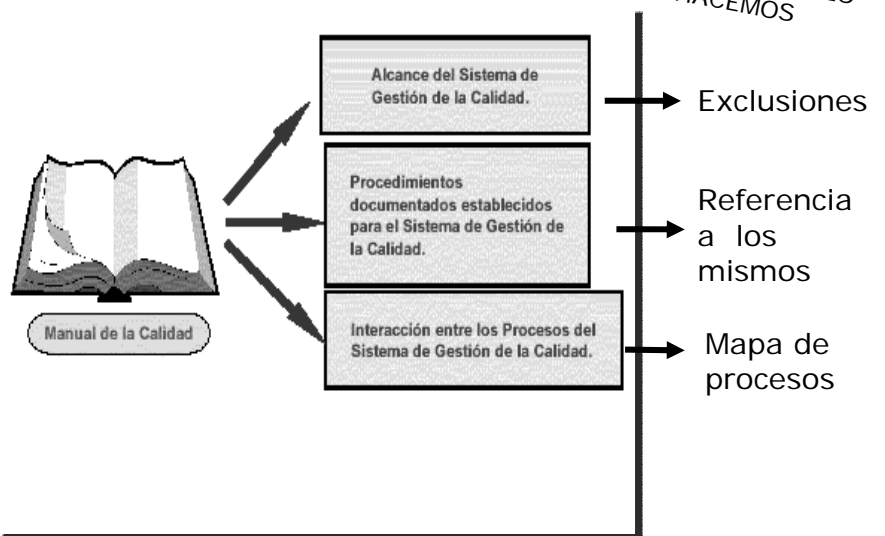 HACEMOS
Alcance del Sistema de
Gestión de la Calidad.
Exclusiones
Procedimientos
documentados establecidos
para el Sistema de Gestión de
la Calidad.
Referencia
a los
mismos
Manual de la Calidad
Interacción entre los Procesos del
Sistema de Gestión de la Calidad.
Mapa de
procesos